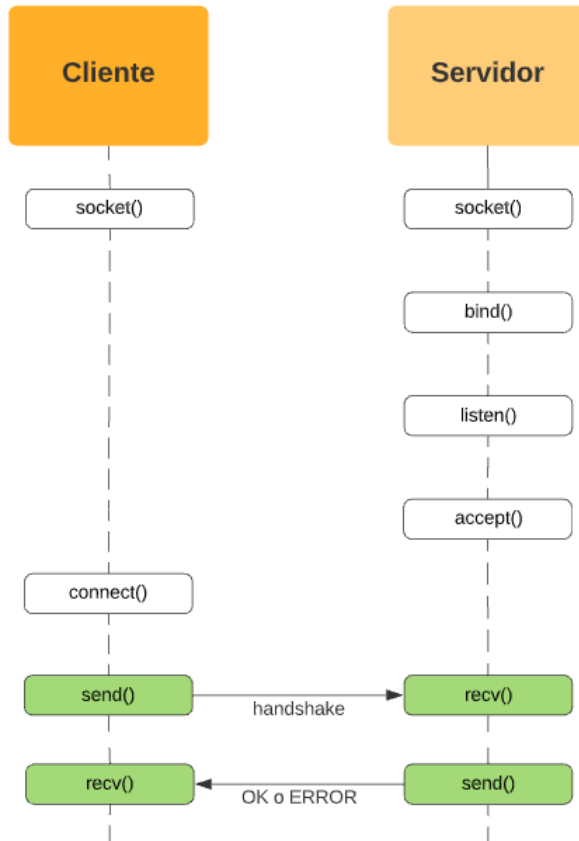 Cliente
Servidor
socket()
socket()
bind()
listen()
accept()
connect()
send()
handshake
recv()
recv()
OK o ERROR
send()